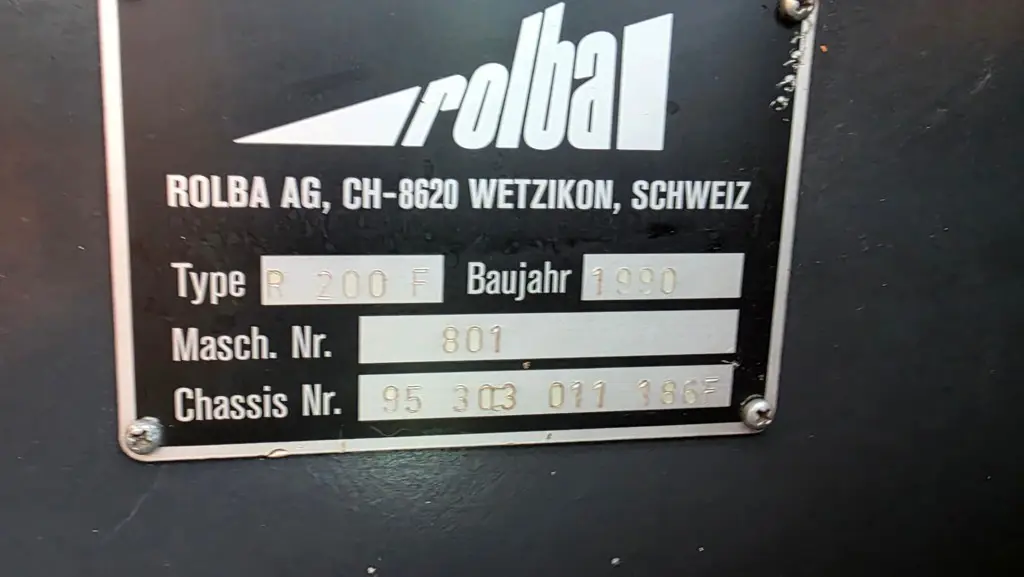 rolba
ROLBA AG, CH-8620 WETZIKON, SCHWEIZ
Type R 200 F Baujahr 1990
Masch. Nr. 801
Chassis Nr. 95 303 011 186F